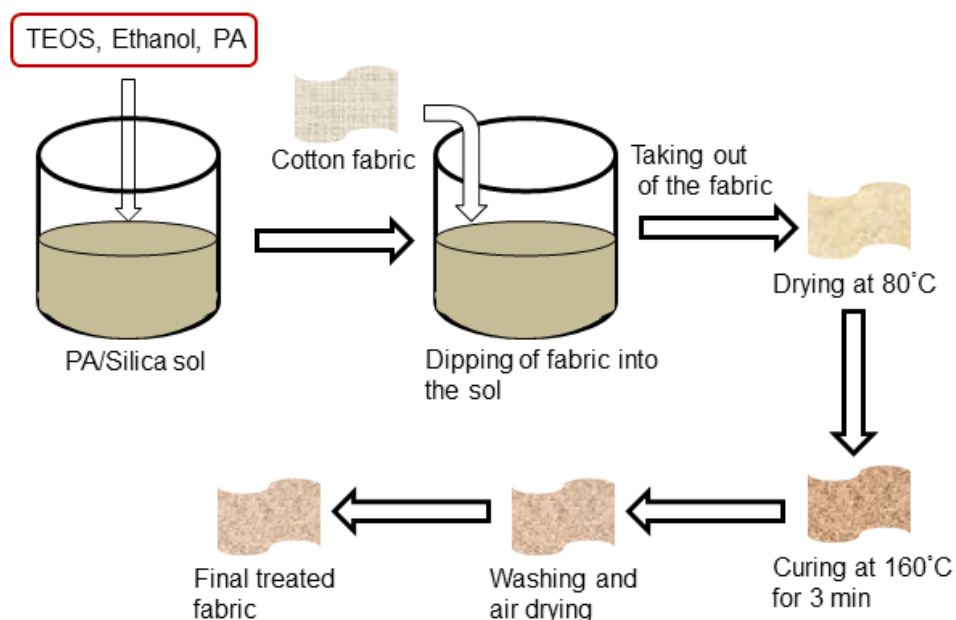 TEOS, Ethanol, PA
Cotton fabric
Taking out
of the fabric
Drying at 80˚C
PA/Silica sol
Dipping of fabric into
the sol
Final treated
fabric
Washing and
air drying
Curing at 160˚C
for 3 min